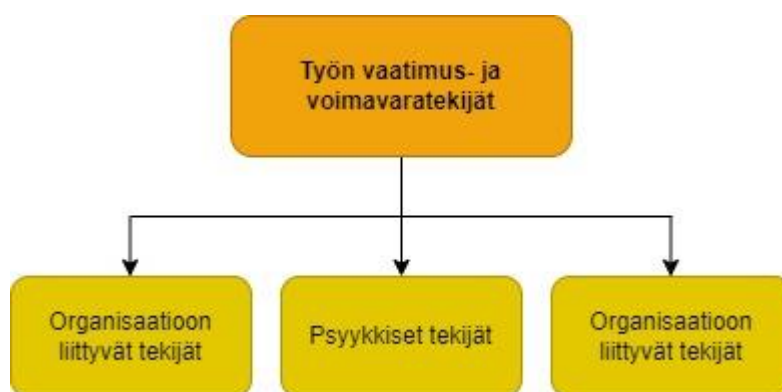 Työn vaatimus- ja
voimavaratekijät
Organisaatioon
liittyvät tekijät
Psyykkiset tekijät
Organisaatioon
liittyvät tekijät